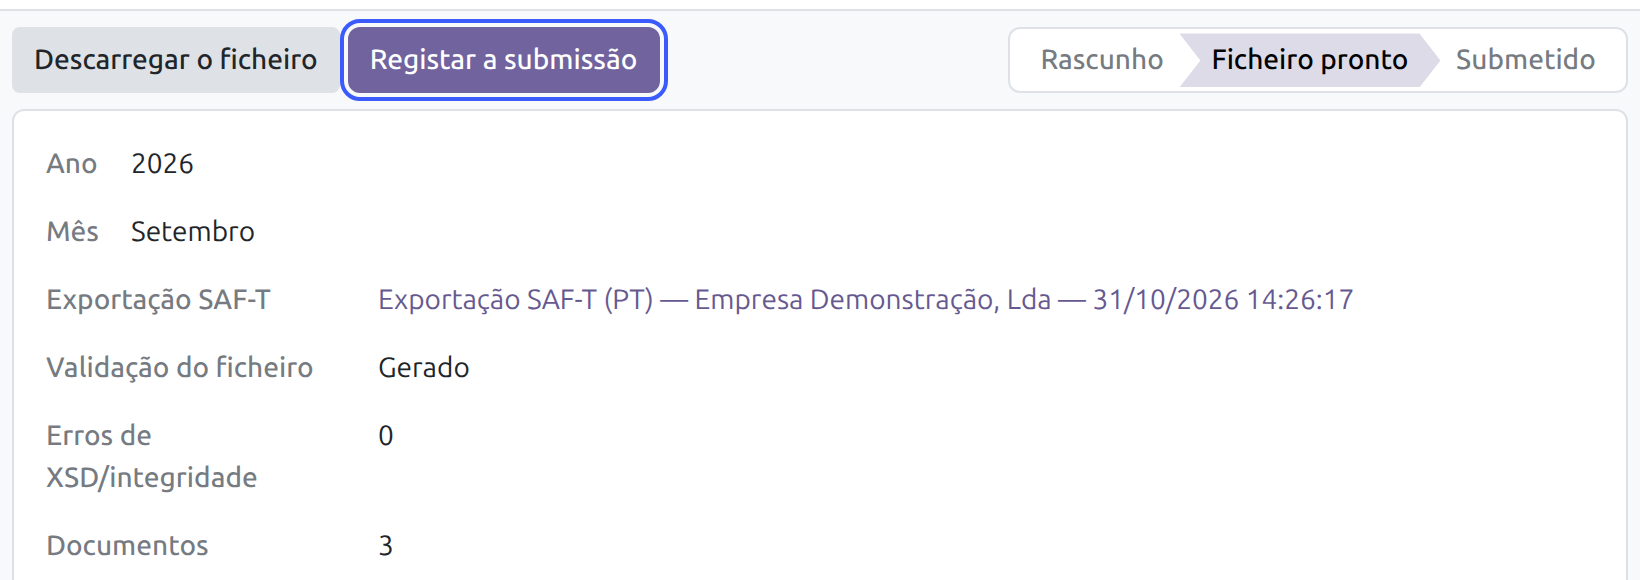 Descarregar o ficheiro Registar a submissão Rascunho Ficheiro pronto Submetido
Ano 2026
Mês Setembro
Exportação SAF-T Exportação SAF-T (PT) — Empresa Demonstração, Lda — 31/10/2026 14:26:17
Validação do ficheiro Gerado
Erros de 0
XSD/integridade
Documentos 3